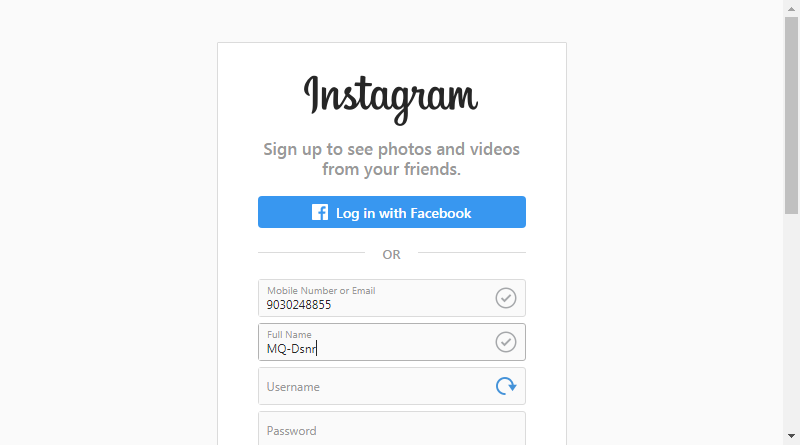 Instagram
Sign up to see photos and videos
from your friends.
Log in with Facebook
OR
Mobile Number or Email
9030248855
Full Name
MQ-Dsnr
Username
Password